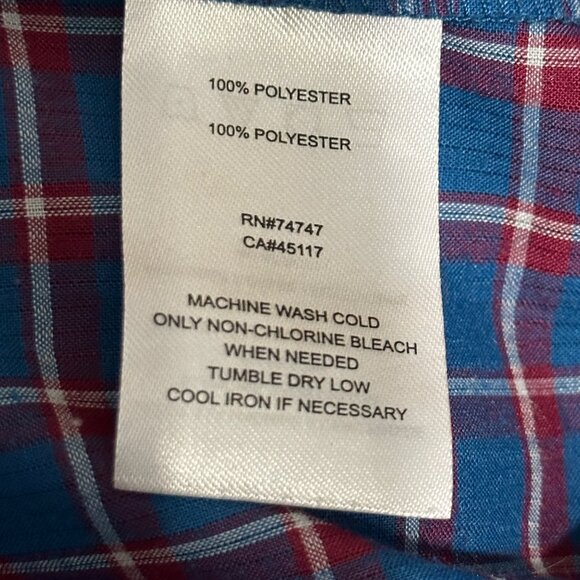 100% POLYESTER
100% POLYESTER
RN#74747
CA#45117
MACHINE WASH COLD
ONLY NON-CHLORINE BLEACH
WHEN NEEDED
TUMBLE DRY LOW
COOL IRON IF NECESSARY